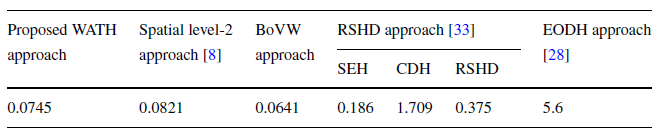 Proposed WATH approach Spatial level-2 approach [8] BoVW approach RSHD approach [33] EODH approach [28]
SEH CDH RSHD
0.0745 0.0821 0.0641 0.186 1.709 0.375 5.6